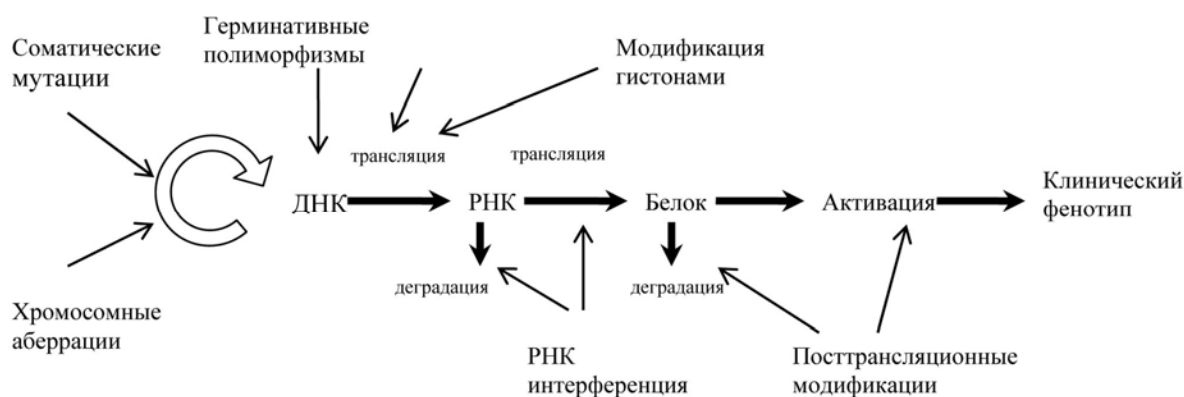 Соматические
мутации
Герминативные
полиморфизмы
Модификация
гистонами
трансляция
трансляция
ДНК
РНК
Белок
Активация
Клинический
фенотип
деградация
деградация
Хромосомные
аберрации
РНК
интерференция
Посттрансляционные
модификации